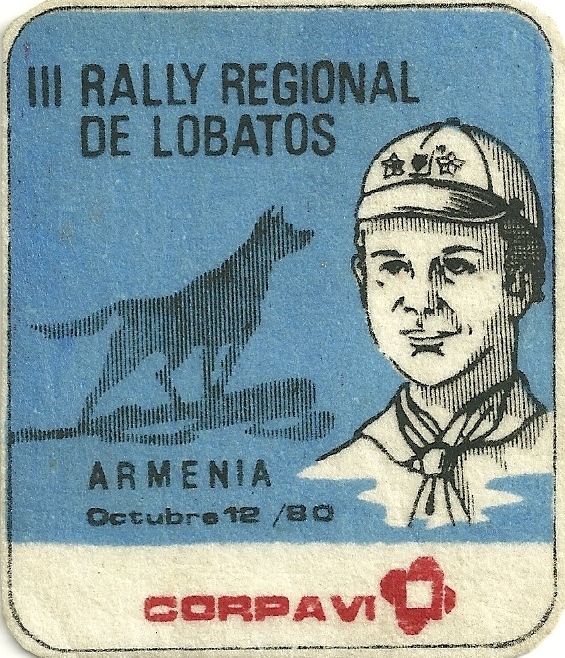 III RALLY REGIONAL
DE LOBATOS
ARMENIA
Octubre 12 /80
CORPAVI